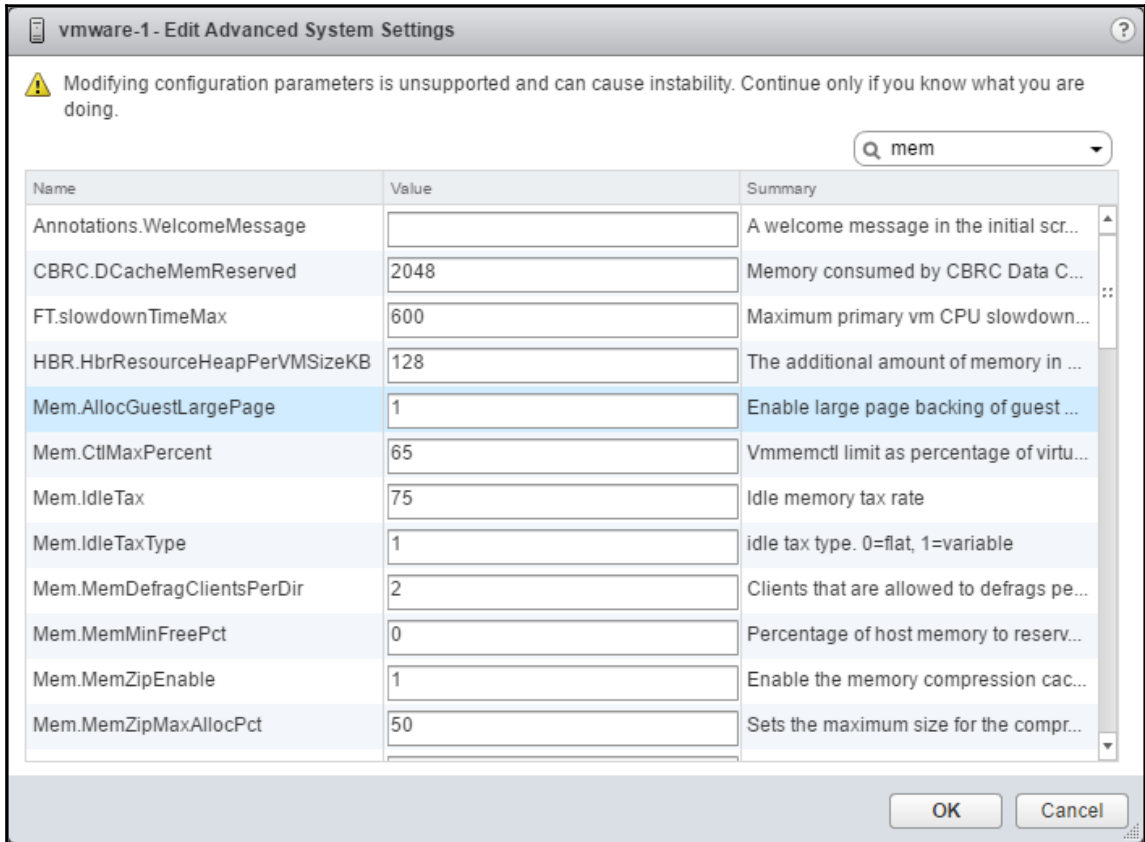 vmware-1 - Edit Advanced System Settings ?
Modifying configuration parameters is unsupported and can cause instability. Continue only if you know what you are
doing.
mem
Name Value Summary
Annotations.WelcomeMessage A welcome message in the initial scr...
CBRC.DCacheMemReserved 2048 Memory consumed by CBRC Data C...
FT.slowdownTimeMax 600 Maximum primary vm CPU slowdown...
HBR.HbrResourceHeapPerVMSizeKB 128 The additional amount of memory in ...
Mem.AllocGuestLargePage 1 Enable large page backing of guest ...
Mem.CtlMaxPercent 65 Vmmemctl limit as percentage of virtu...
Mem.IdleTax 75 Idle memory tax rate
Mem.IdleTaxType 1 idle tax type. 0=flat, 1=variable
Mem.MemDefragClientsPerDir 2 Clients that are allowed to defrags pe...
Mem.MemMinFreePct 0 Percentage of host memory to reserv...
Mem.MemZipEnable 1 Enable the memory compression cac...
Mem.MemZipMaxAllocPct 50 Sets the maximum size for the compr...
OK Cancel